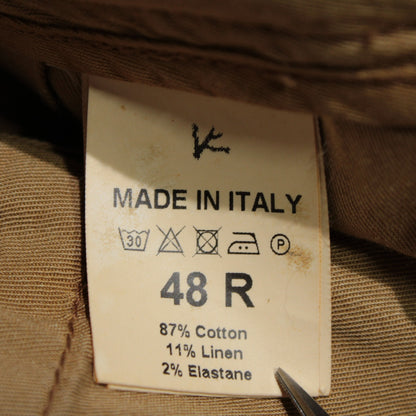 MADE IN ITALY
30 P
48 R
87% Cotton
11% Linen
2% Elastane